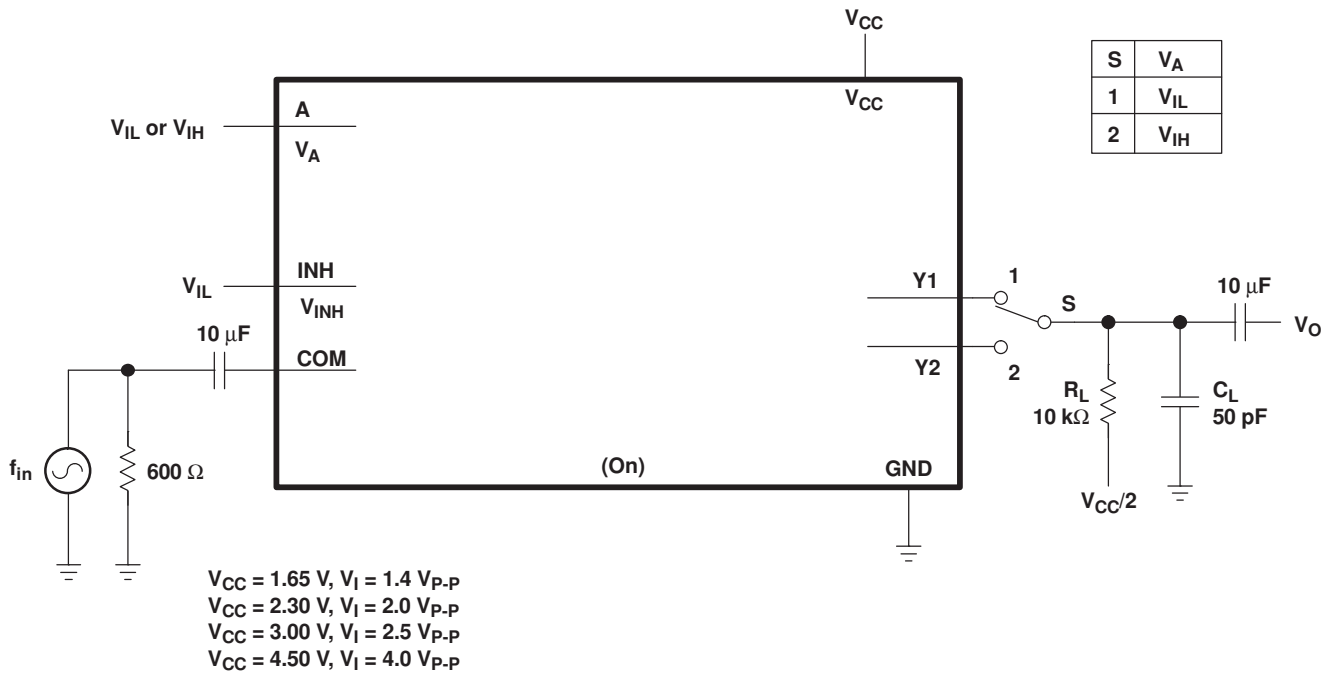 VCC
S VA
1 VIL
2 VIH
VCC
A
VIL or VIH
VA
INH
VIL
VINH
10 μF
COM
Y1
1
S
10 μF
VO
Y2
2
RL
10 kΩ
CL
50 pF
fin
600 Ω
(On)
GND
VCC/2
VCC = 1.65 V, VI = 1.4 VP-P
VCC = 2.30 V, VI = 2.0 VP-P
VCC = 3.00 V, VI = 2.5 VP-P
VCC = 4.50 V, VI = 4.0 VP-P